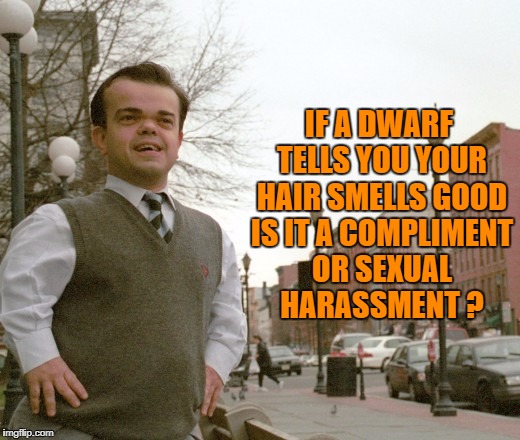 IF A DWARF
TELLS YOU YOUR
HAIR SMELLS GOOD
IS IT A COMPLIMENT
OR SEXUAL
HARASSMENT ?
imgflip.com